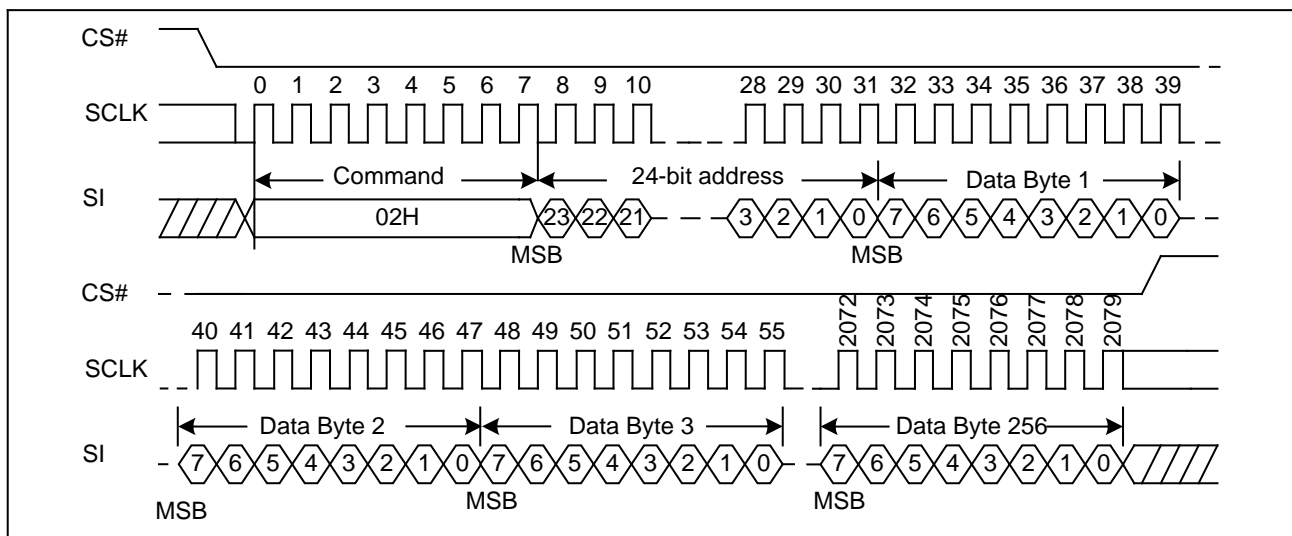 CS#
0 1 2 3 4 5 6 7 8 9 10 28 29 30 31 32 33 34 35 36 37 38 39
SCLK
Command 24-bit address Data Byte 1
SI
02H 23 22 21 3 2 1 0 7 6 5 4 3 2 1 0
MSB MSB
CS#
40 41 42 43 44 45 46 47 48 49 50 51 52 53 54 55 2072 2073 2074 2075 2076 2077 2078 2079
SCLK
Data Byte 2 Data Byte 3 Data Byte 256
SI
7 6 5 4 3 2 1 0 7 6 5 4 3 2 1 0 7 6 5 4 3 2 1 0
MSB MSB MSB